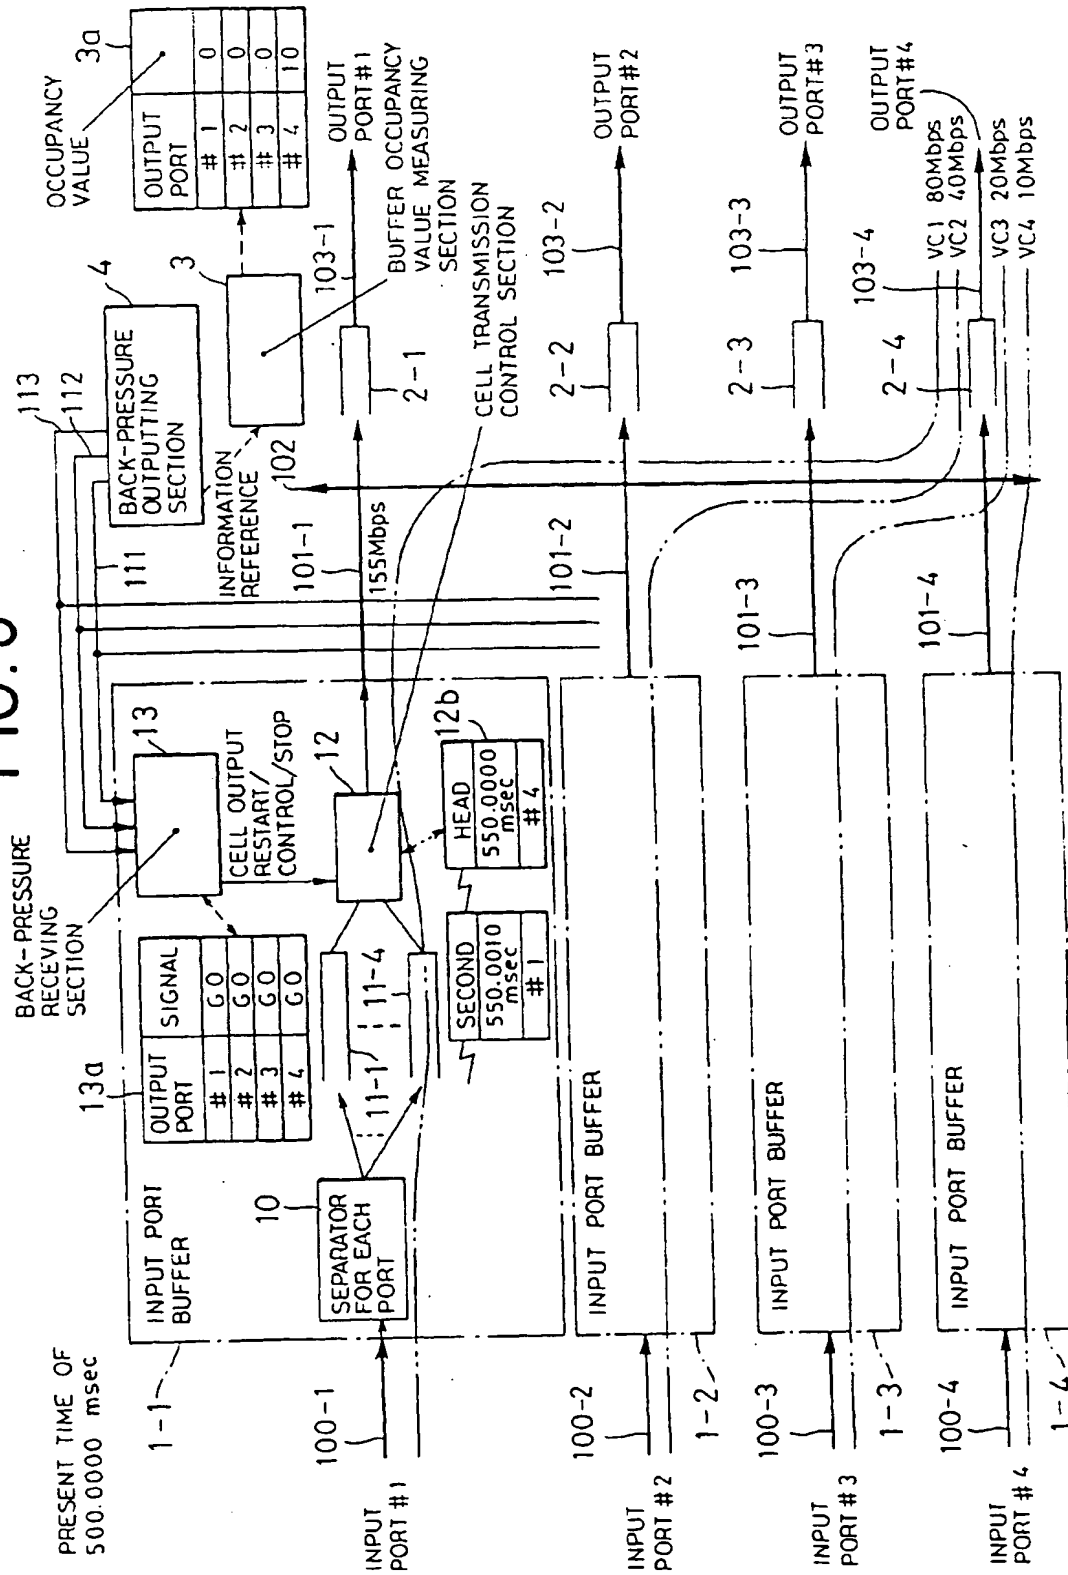 PRESENT TIME OF
500.0000 msec
1-1
INPUT PORT
BUFFER
13a
OUTPUT
PORT
SIGNAL
# 1 GO
# 2 GO
# 3 GO
# 4 GO
BACK-PRESSURE
RECEVING
SECTION
13
CELL OUTPUT
RESTART/
CONTROL/STOP
113
112
111
4
BACK-PRESSURE
OUTPUTTING
SECTION
INFORMATION
REFERENCE
3
OCCUPANCY
VALUE
3a
OUTPUT
PORT
# 1 0
# 2 0
# 3 0
# 4 10
BUFFER OCCUPANCY
VALUE MEASURING
SECTION
CELL TRANSMISSION
CONTROL SECTION
INPUT
PORT #1
100-1
10
SEPARATOR
FOR EACH
PORT
11-1
11-4
12
12b
SECOND
550.0010
msec
# 1
HEAD
550.0000
msec
# 4
101-1
155Mbps
102
2-1
103-1
OUTPUT
PORT #1
INPUT
PORT #2
100-2
1-2
INPUT PORT BUFFER
101-2
2-2
103-2
OUTPUT
PORT #2
INPUT
PORT #3
100-3
1-3
INPUT PORT BUFFER
101-3
2-3
103-3
OUTPUT
PORT #3
INPUT
PORT #4
100-4
1-4
INPUT PORT BUFFER
101-4
2-4
103-4
OUTPUT
PORT #4
VC1 80Mbps
VC2 40Mbps
VC3 20Mbps
VC4 10Mbps